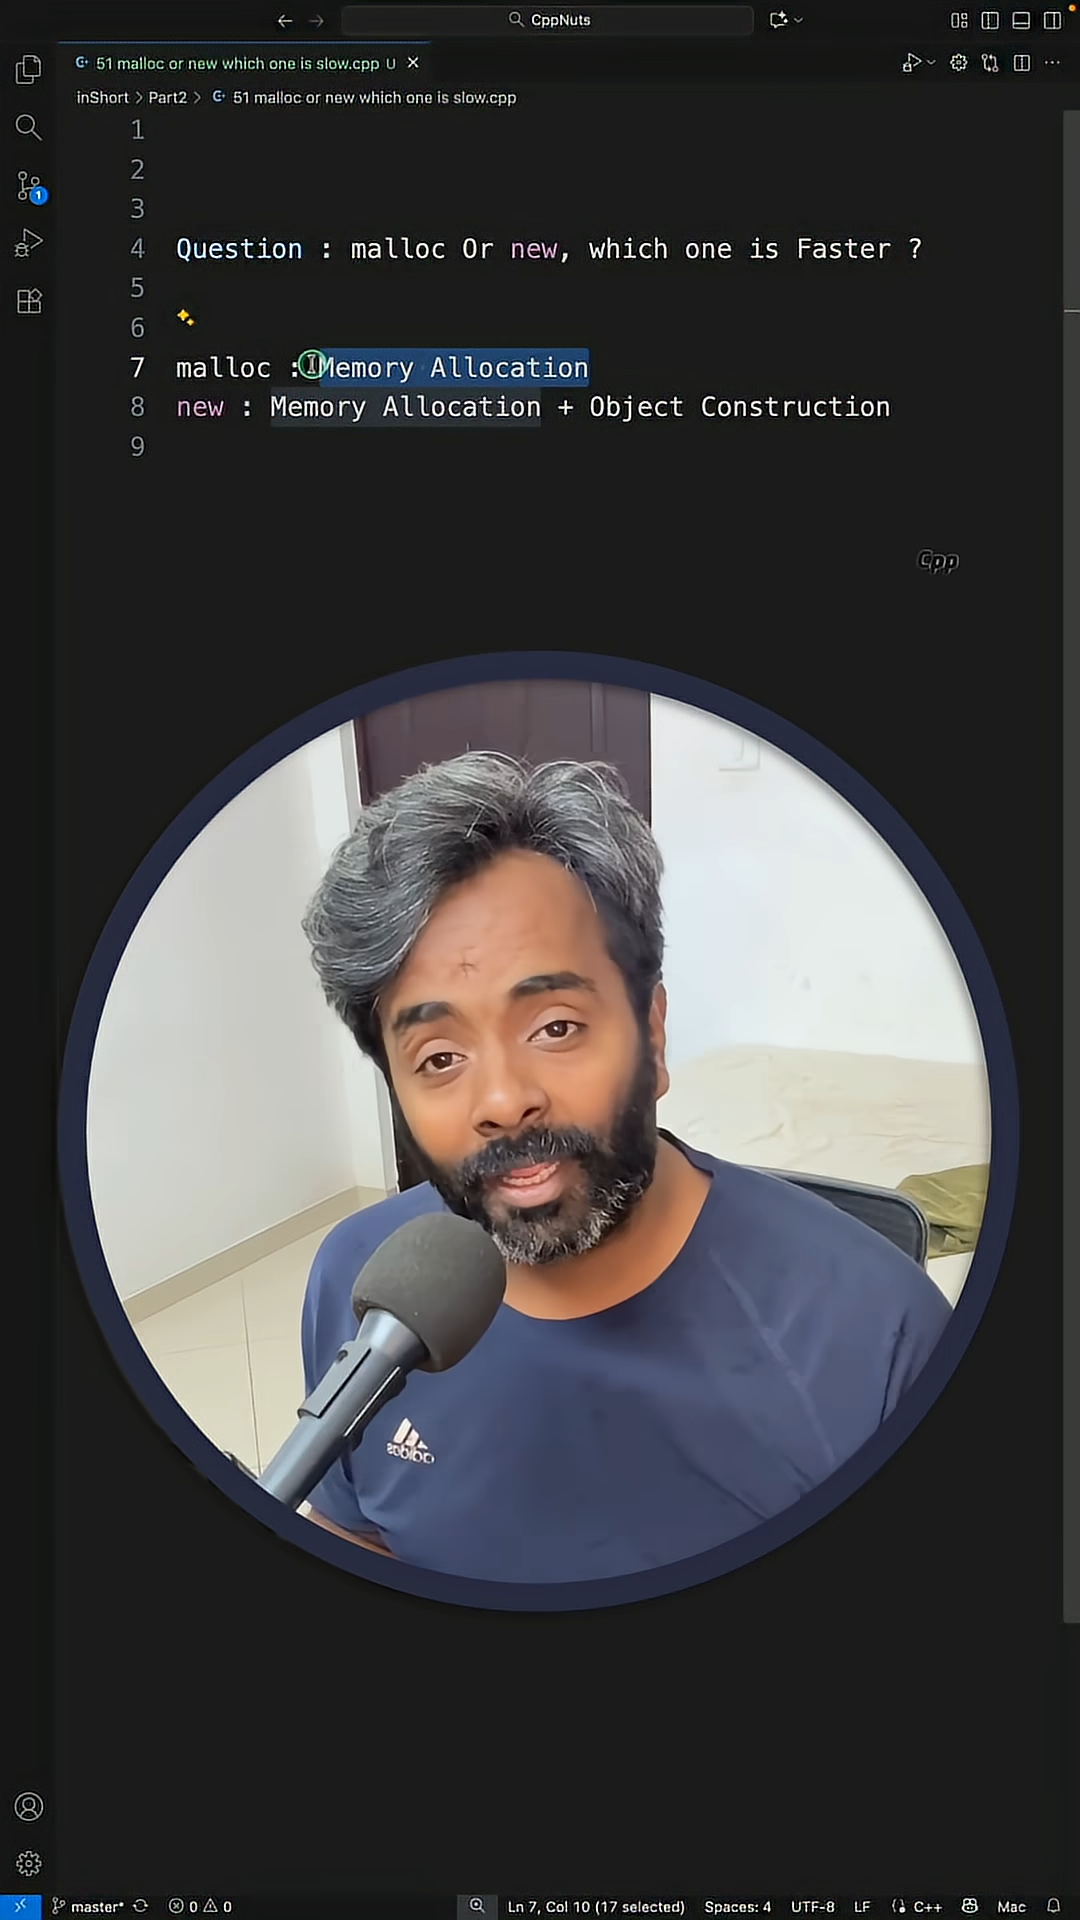 CppNuts
51 malloc or new which one is slow.cpp U
inShort > Part2 > 51 malloc or new which one is slow.cpp
1
2
3
4 Question : malloc Or new, which one is Faster ?
5
6
7 malloc : Memory Allocation
8 new : Memory Allocation + Object Construction
9
1
Cpp
adidas
master* 0 0 Ln 7, Col 10 (17 selected) Spaces: 4 UTF-8 LF C++ Mac